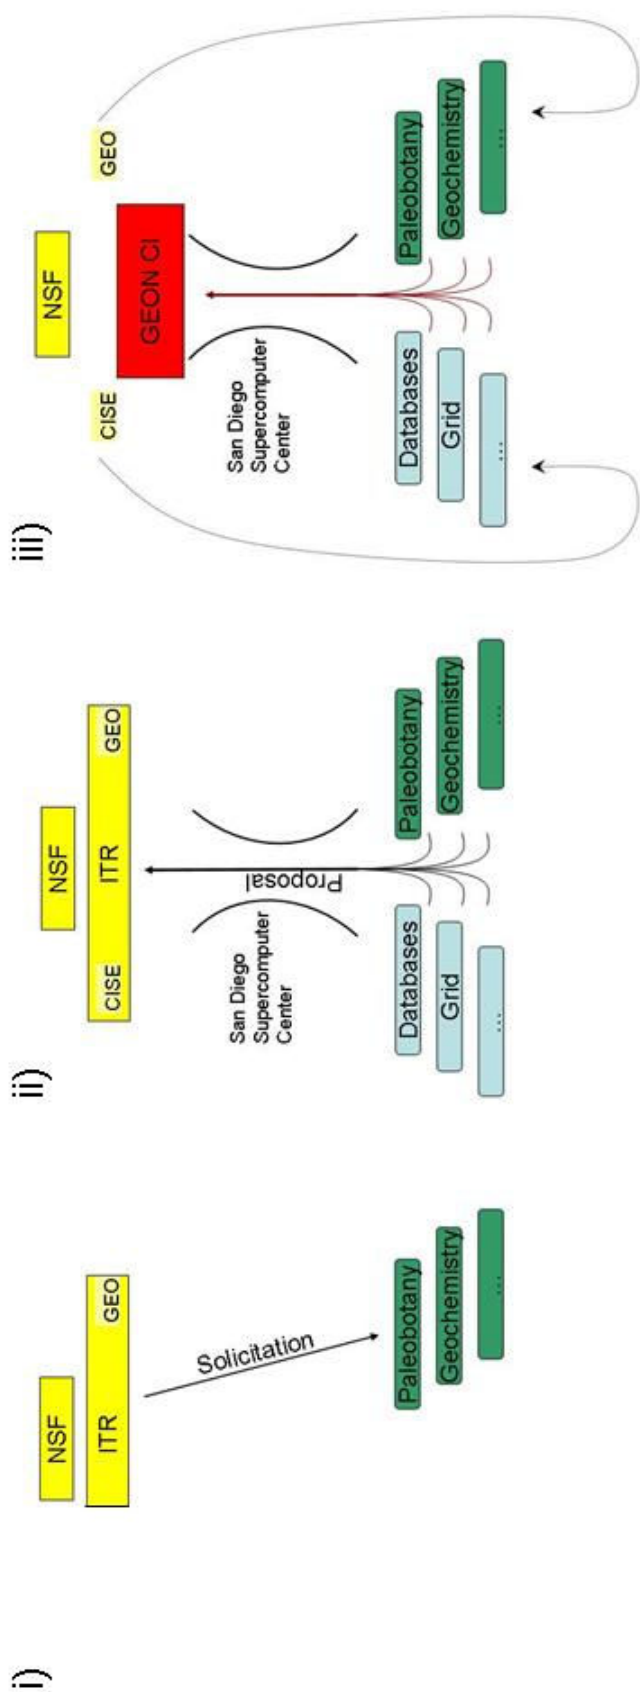 i)
NSF
ITR
GEO
Solicitation
Paleobotany
Geochemistry
...
ii)
NSF
CISE
ITR
GEO
San Diego
Supercomputer
Center
Proposal
Databases
Paleobotany
Grid
Geochemistry
...
...
iii)
NSF
CISE
GEO
GEON CI
San Diego
Supercomputer
Center
Databases
Paleobotany
Grid
Geochemistry
...
...